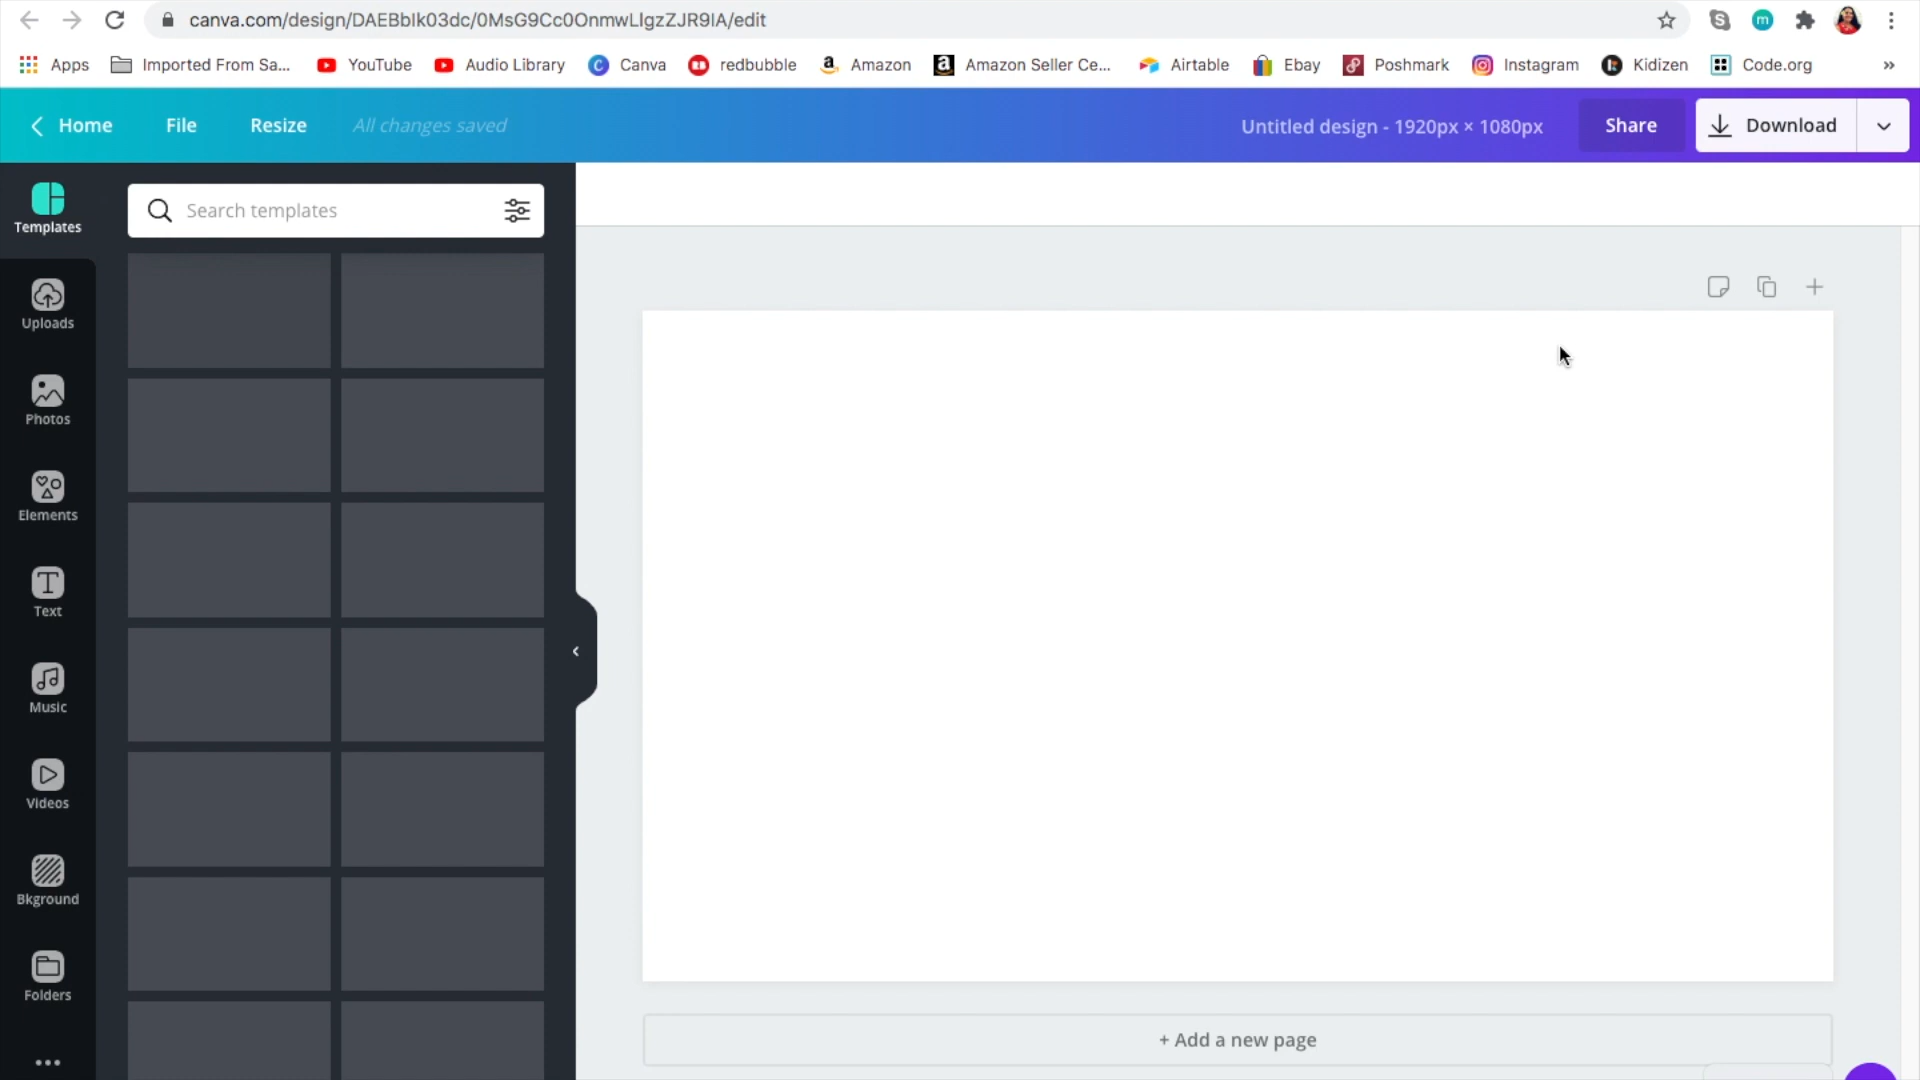 canva.com/design/DAEBbIk03dc/0MsG9Cc0OnmwLIgzZJR9IA/edit
Apps Imported From Sa... YouTube Audio Library Canva redbubble Amazon Amazon Seller Ce... Airtable Ebay Poshmark Instagram Kidizen Code.org »
Home File Resize All changes saved Untitled design - 1920px × 1080px Share Download
Templates
Search templates
Uploads
Photos
Elements
Text
Music
Videos
Bkground
Folders
+ Add a new page